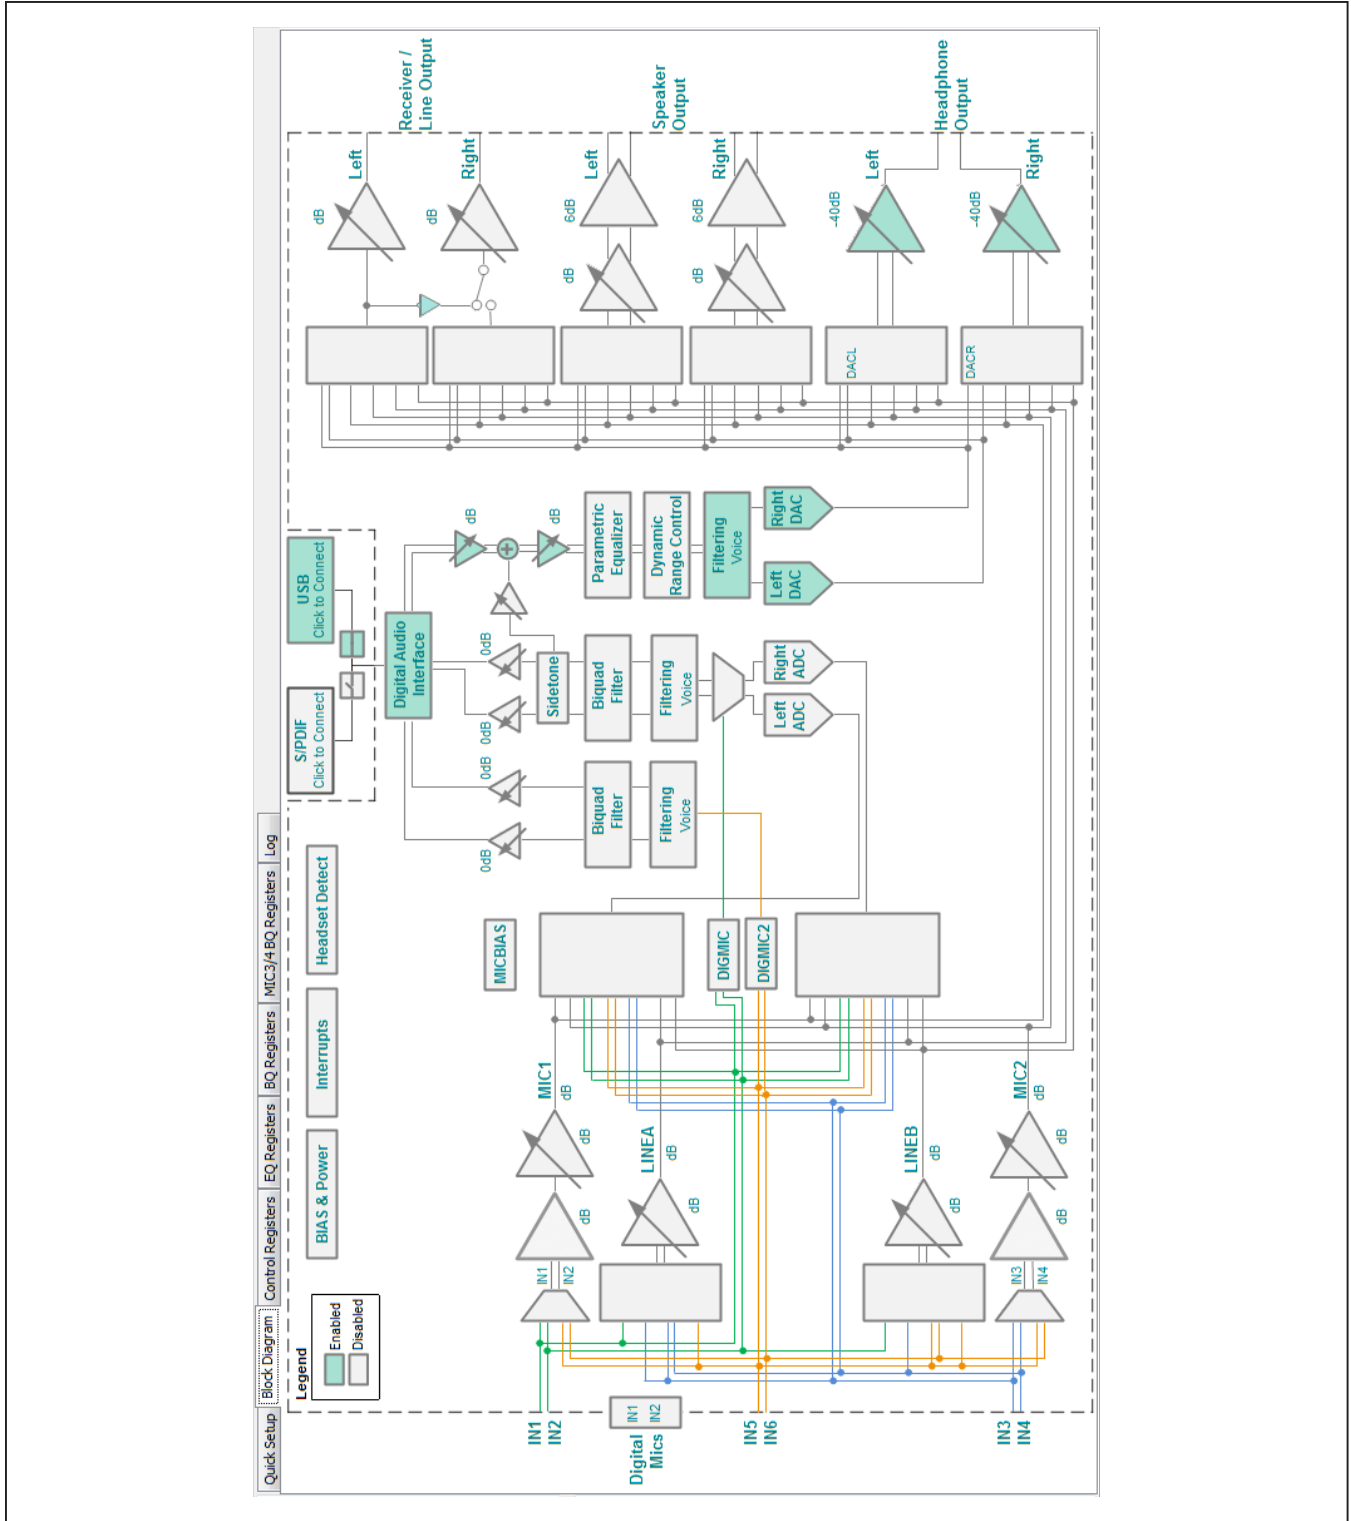 Quick Setup
Block Diagram
Control Registers
EQ Registers
BQ Registers
MIC3/4 BQ Registers
Log
Legend
Enabled
Disabled
BIAS & Power
Interrupts
Headset Detect
S/PDIF
Click to Connect
USB
Click to Connect
Digital Audio
Interface
MICBIAS
0dB
0dB
0dB
0dB
dB
dB
Sidetone
Biquad
Filter
Biquad
Filter
Parametric
Equalizer
Filtering
Voice
Filtering
Voice
Dynamic
Range Control
Filtering
Voice
Left
ADC
Right
ADC
Left
DAC
Right
DAC
IN1
IN2
IN1
IN2
dB
dB
MIC1
dB
LINEA
dB
dB
Digital
Mics
IN1
IN2
DIGMIC
DIGMIC2
IN5
IN6
LINEB
dB
dB
IN3
IN4
IN3
IN4
dB
dB
MIC2
dB
dB
Left
dB
Right
Receiver /
Line Output
dB
6dB
Left
dB
6dB
Right
Speaker
Output
DACL
-40dB
Left
DACR
-40dB
Right
Headphone
Output